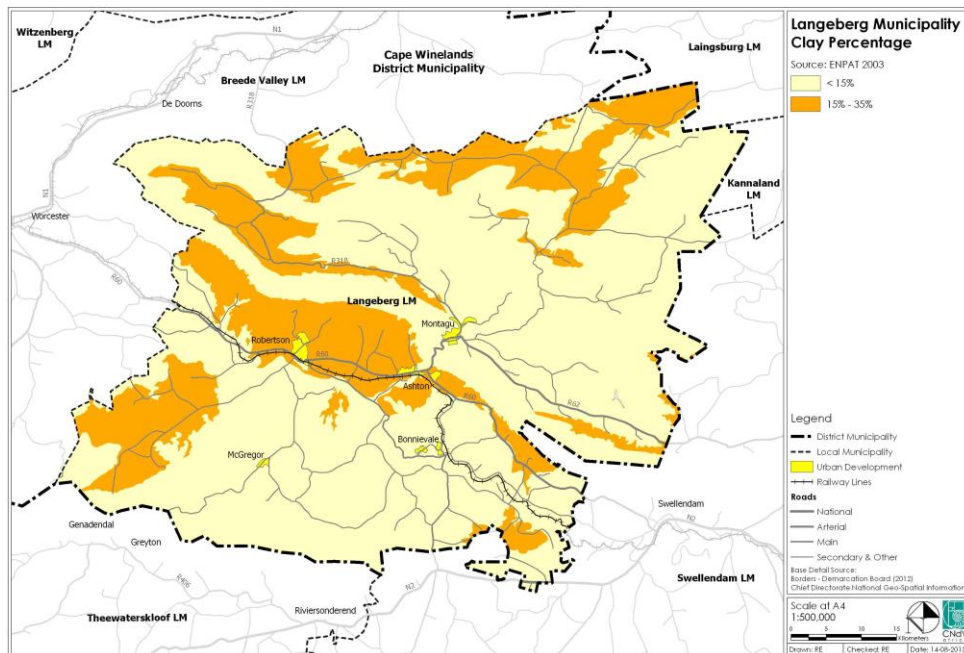 Witzenberg
LM
N1
Cape Winelands
District Municipality
Laingsburg LM
Breede Valley LM
R318
De Doorns
N1
Kannaland
LM
Worcester
R60
R318
Langeberg LM
Montagu
Robertson
R60
Ashton
R60
R62
Bonnievale
McGregor
Genadendal
Greyton
Swellendam
N2
R406
N2
Swellendam LM
Theewaterskloof LM
Riviersonderend
Langeberg Municipality
Clay Percentage
Source: ENPAT 2003
< 15%
15% - 35%
Legend
District Municipality
Local Municipality
Urban Development
Railway Lines
Roads
National
Arterial
Main
Secondary & Other
Base Detail Source:
Borders - Demarcation Board (2012)
Chief Directorate National Geo-Spatial Information
Scale at A4
1:500,000
0 5 10 15
Kilometers
CNdV
africa
Drawn: RE
Checked: RE